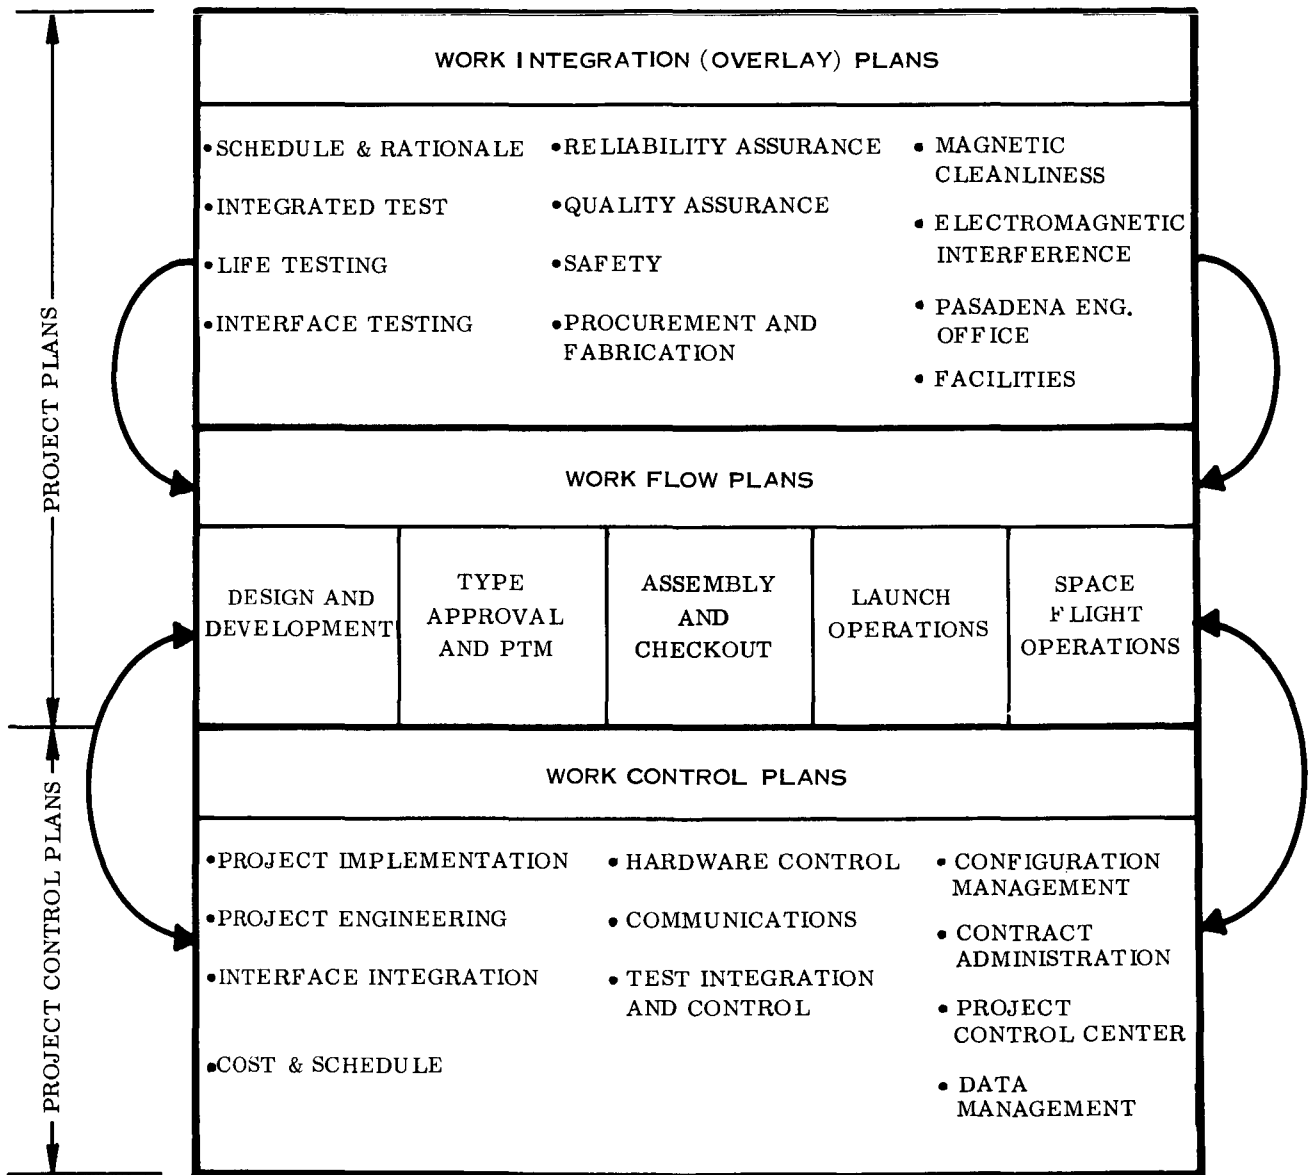 PROJECT PLANS
WORK INTEGRATION (OVERLAY) PLANS
•SCHEDULE & RATIONALE
•INTEGRATED TEST
•LIFE TESTING
•INTERFACE TESTING
•RELIABILITY ASSURANCE
•QUALITY ASSURANCE
•SAFETY
•PROCUREMENT AND
FABRICATION
• MAGNETIC
CLEANLINESS
• ELECTROMAGNETIC
INTERFERENCE
• PASADENA ENG.
OFFICE
• FACILITIES
WORK FLOW PLANS
DESIGN AND
DEVELOPMENT
TYPE
APPROVAL
AND PTM
ASSEMBLY
AND
CHECKOUT
LAUNCH
OPERATIONS
SPACE
FLIGHT
OPERATIONS
PROJECT CONTROL PLANS
WORK CONTROL PLANS
•PROJECT IMPLEMENTATION
•PROJECT ENGINEERING
•INTERFACE INTEGRATION
•COST & SCHEDULE
• HARDWARE CONTROL
• COMMUNICATIONS
• TEST INTEGRATION
AND CONTROL
• CONFIGURATION
MANAGEMENT
• CONTRACT
ADMINISTRATION
• PROJECT
CONTROL CENTER
• DATA
MANAGEMENT